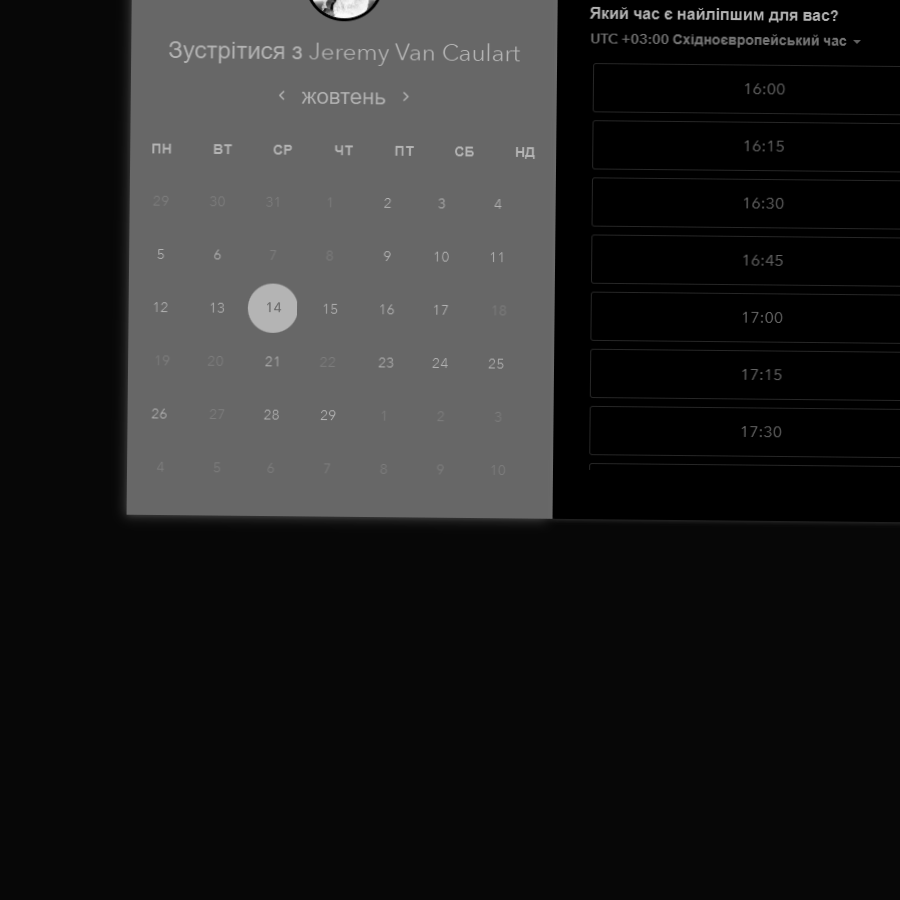 Зустрітися з Jeremy Van Caulart
жовтень
ПН ВТ СР ЧТ ПТ СБ НД
29 30 31 1 2 3 4
5 6 7 8 9 10 11
12 13 14 15 16 17 18
19 20 21 22 23 24 25
26 27 28 29 1 2 3
4 5 6 7 8 9 10
Який час є найліпшим для вас?
UTC +03:00 Східноєвропейський час
16:00
16:15
16:30
16:45
17:00
17:15
17:30